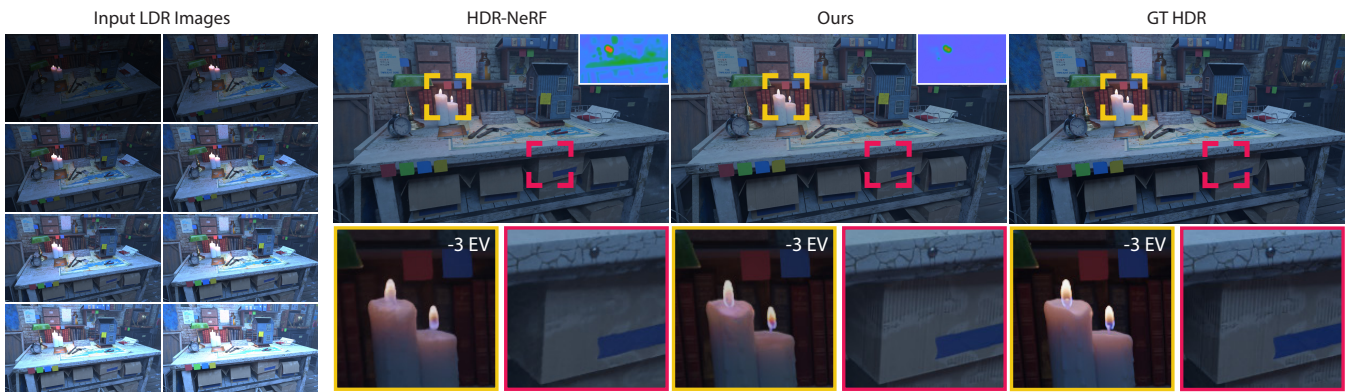 Input LDR Images
HDR-NeRF
Ours
GT HDR
-3 EV
-3 EV
-3 EV